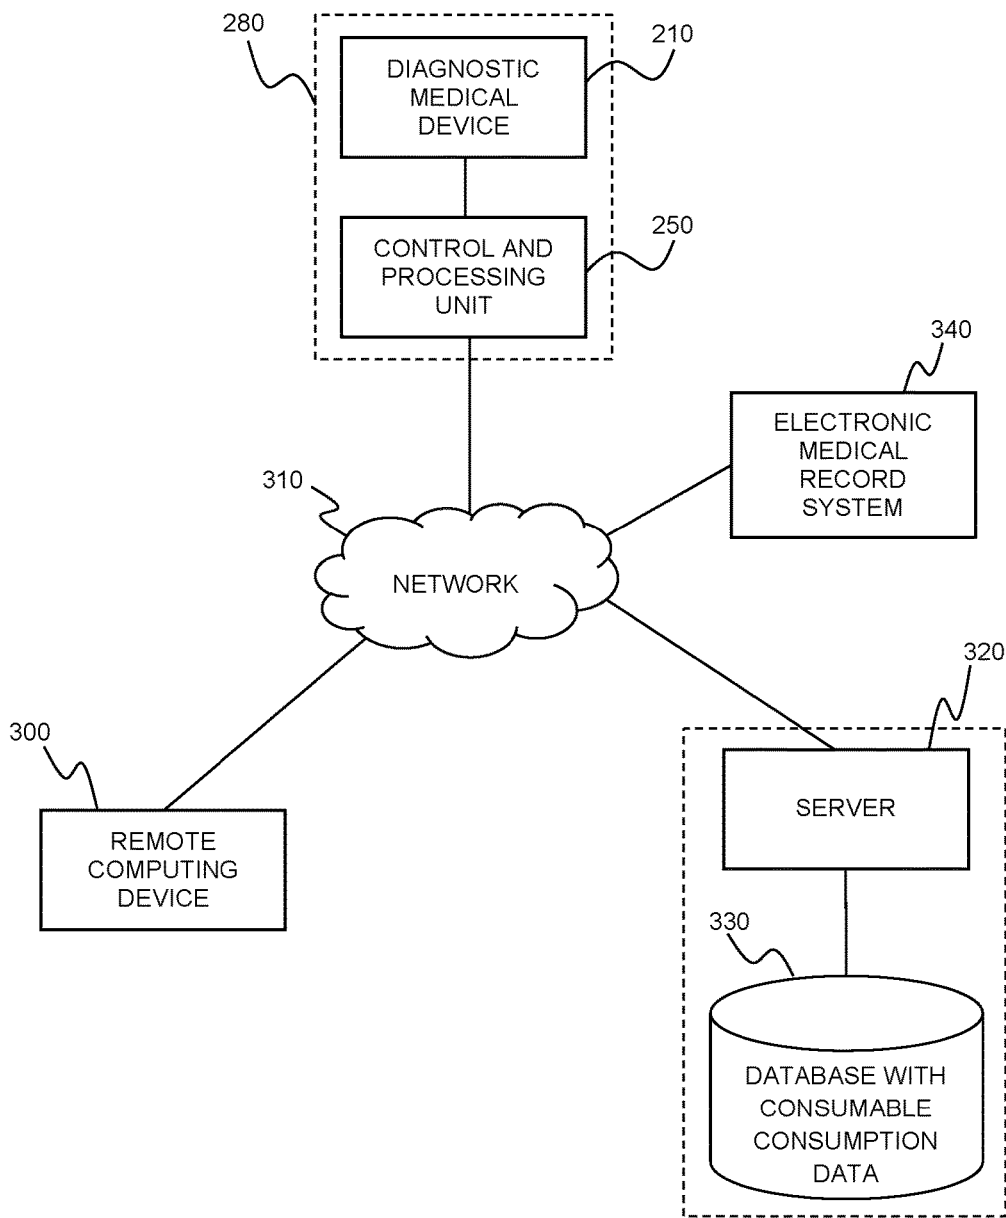 280
210
DIAGNOSTIC
MEDICAL
DEVICE
250
CONTROL AND
PROCESSING
UNIT
340
ELECTRONIC
MEDICAL
RECORD
SYSTEM
310
NETWORK
320
300
SERVER
REMOTE
COMPUTING
DEVICE
330
DATABASE WITH
CONSUMABLE
CONSUMPTION
DATA